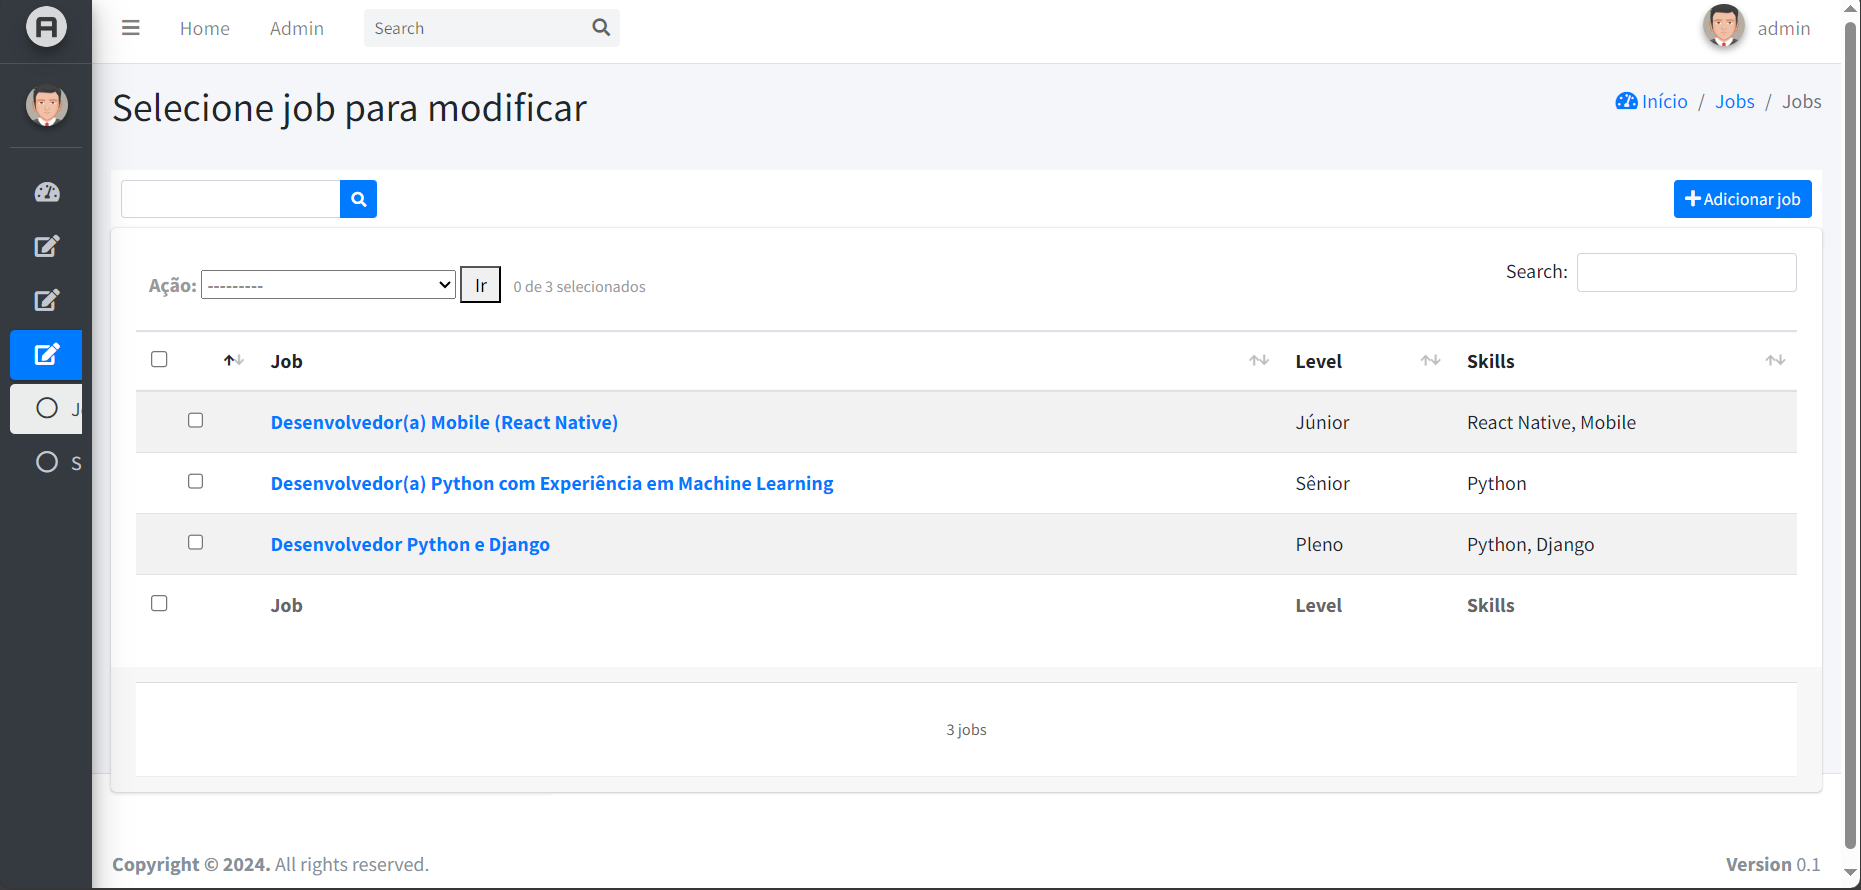 A
Home
Admin
Search
admin
Selecione job para modificar
Início / Jobs / Jobs
Adicionar job
Ação: --------- Ir 0 de 3 selecionados
Search:
Job Level Skills
Desenvolvedor(a) Mobile (React Native) Júnior React Native, Mobile
Desenvolvedor(a) Python com Experiência em Machine Learning Sênior Python
Desenvolvedor Python e Django Pleno Python, Django
Job Level Skills
S
3 jobs
Copyright © 2024. All rights reserved.
Version 0.1